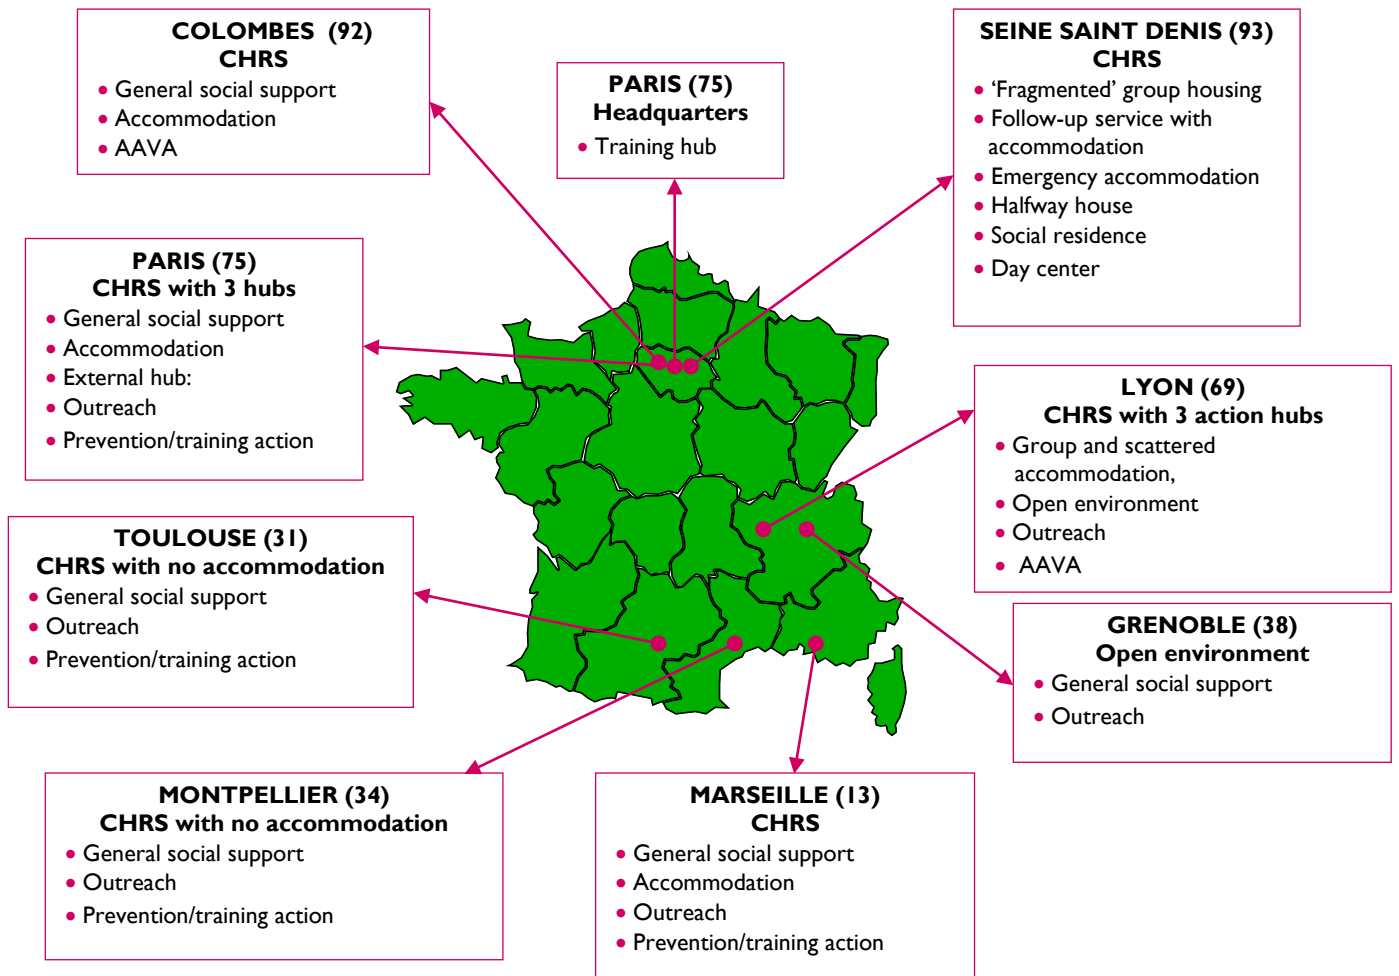 COLOMBES (92)
CHRS
• General social support
• Accommodation
• AAVA
PARIS (75)
Headquarters
• Training hub
SEINE SAINT DENIS (93)
CHRS
• ‘Fragmented’ group housing
• Follow-up service with
accommodation
• Emergency accommodation
• Halfway house
• Social residence
• Day center
PARIS (75)
CHRS with 3 hubs
• General social support
• Accommodation
• External hub:
• Outreach
• Prevention/training action
LYON (69)
CHRS with 3 action hubs
• Group and scattered
accommodation,
• Open environment
• Outreach
• AAVA
TOULOUSE (31)
CHRS with no accommodation
• General social support
• Outreach
• Prevention/training action
GRENOBLE (38)
Open environment
• General social support
• Outreach
MONTPELLIER (34)
CHRS with no accommodation
• General social support
• Outreach
• Prevention/training action
MARSEILLE (13)
CHRS
• General social support
• Accommodation
• Outreach
• Prevention/training action